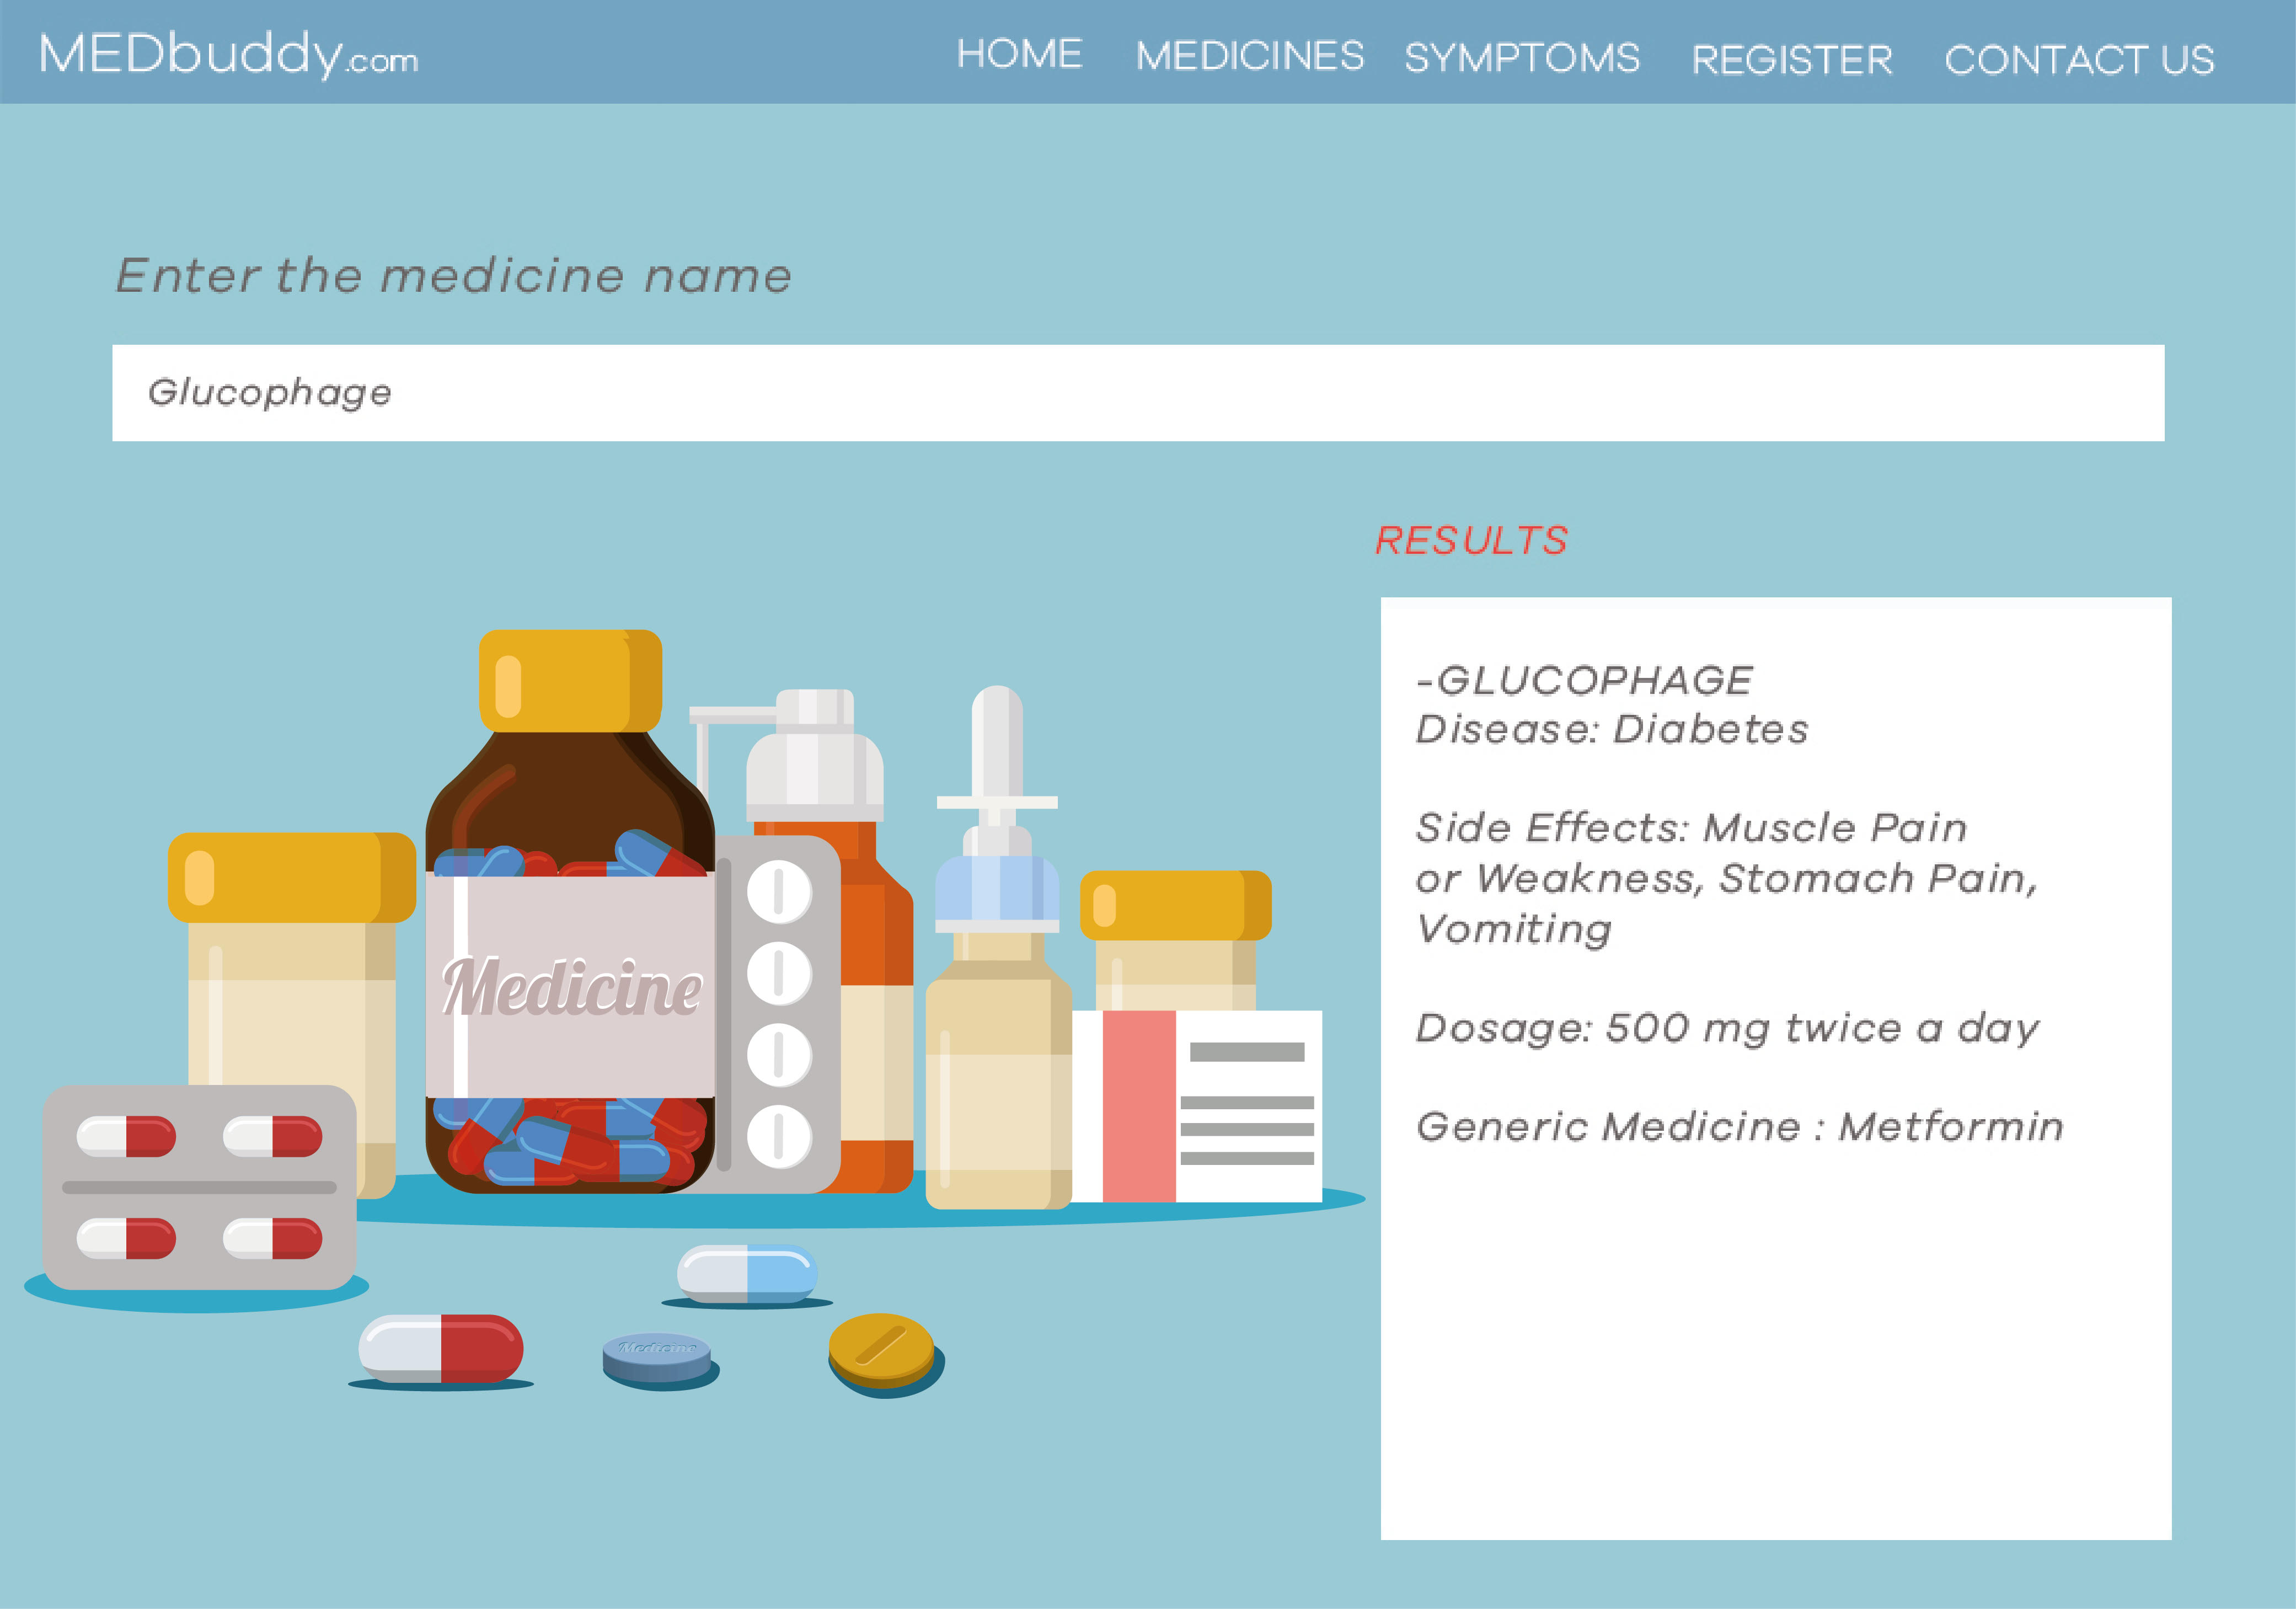 MEDbuddy.com
HOME MEDICINES SYMPTOMS REGISTER CONTACT US
Enter the medicine name
Glucophage
RESULTS
-GLUCOPHAGE
Disease: Diabetes
Side Effects: Muscle Pain
or Weakness, Stomach Pain,
Vomiting
Dosage: 500 mg twice a day
Generic Medicine : Metformin
Medicine
Medicine